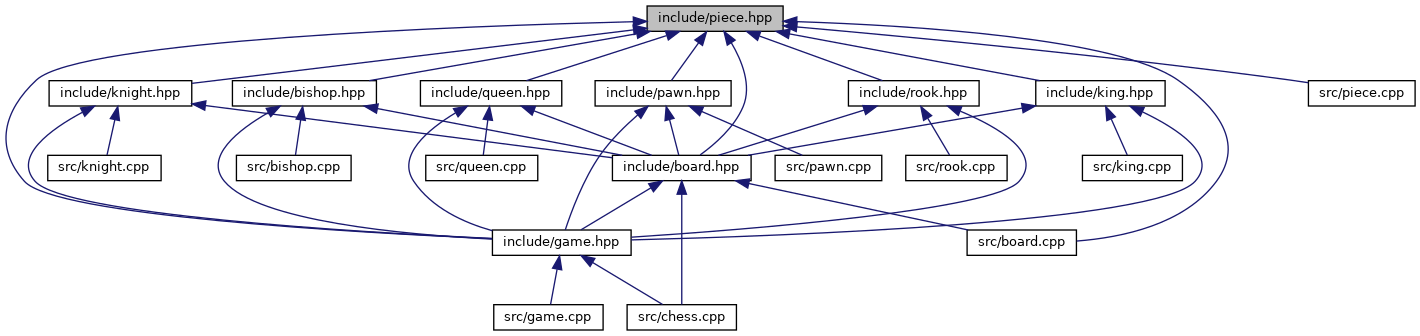 include/piece.hpp
include/knight.hpp
include/bishop.hpp
include/queen.hpp
include/pawn.hpp
include/rook.hpp
include/king.hpp
src/piece.cpp
src/knight.cpp
src/bishop.cpp
src/queen.cpp
include/board.hpp
src/pawn.cpp
src/rook.cpp
src/king.cpp
include/game.hpp
src/board.cpp
src/game.cpp
src/chess.cpp